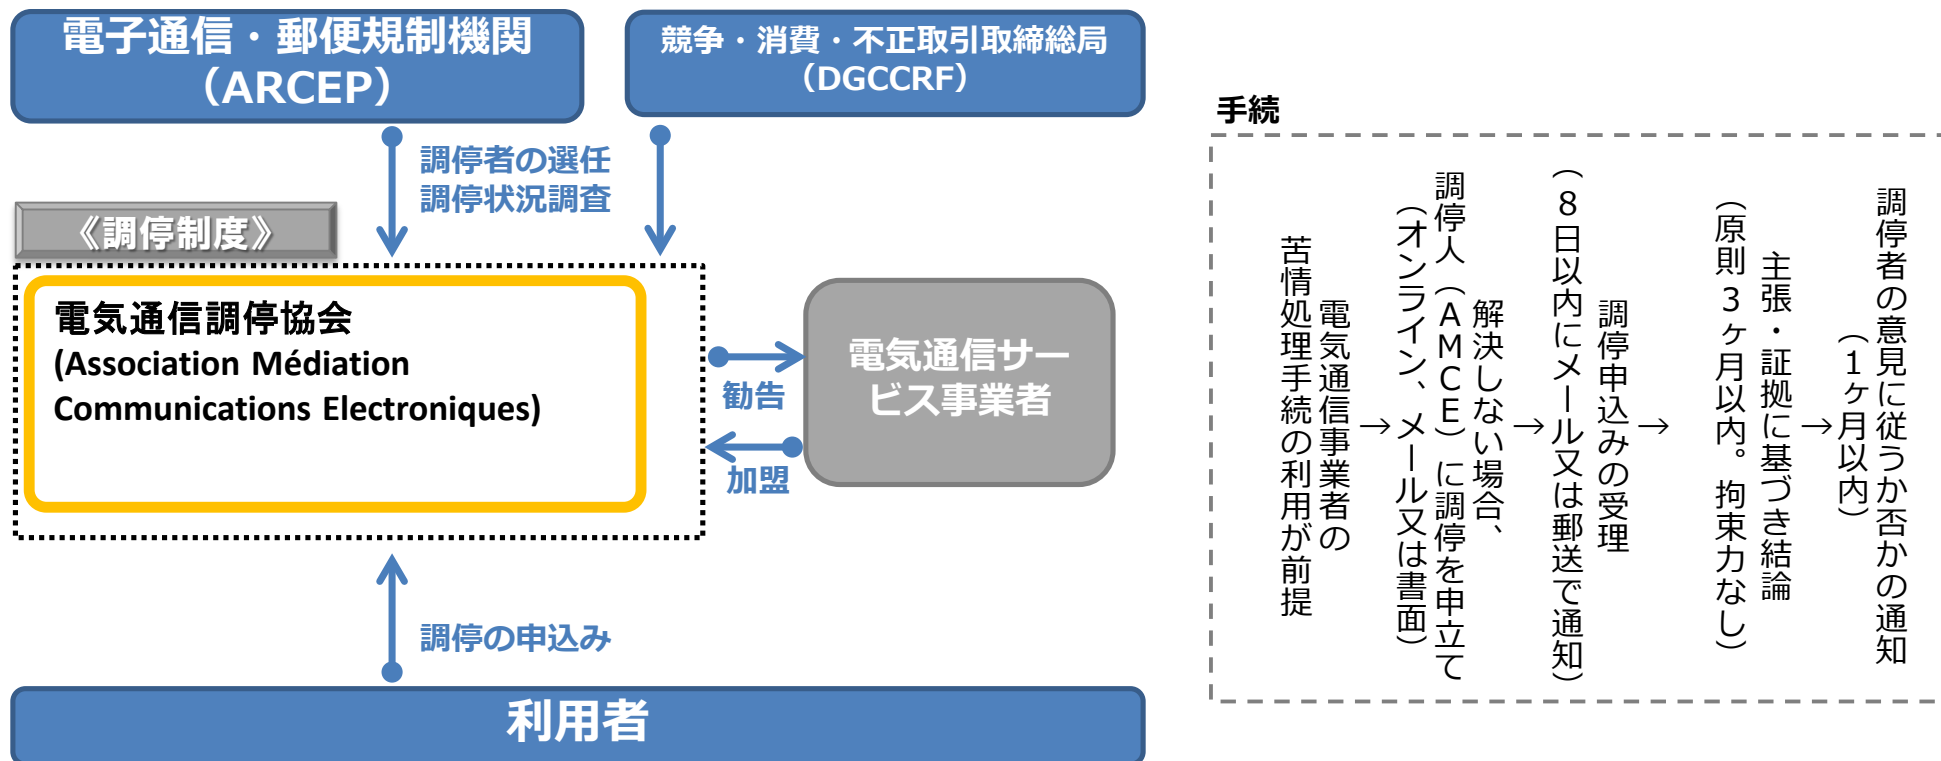 電子通信・郵便規制機関
（ARCEP）
競争・消費・不正取引取締総局
（DGCCRF）
調停者の選任
調停状況調査
《調停制度》
電気通信調停協会
(Association Médiation
Communications Electroniques)
勧告
加盟
電気通信サー
ビス事業者
調停の申込み
利用者
手続
電気通信事業者の
苦情処理手続の利用が前提
→
解決しない場合、
調停人（ＡＭＣＥ）に調停を申立て
（オンライン、メール又は書面）
→
調停申込みの受理
（８日以内にメール又は郵送で通知）
→
主張・証拠に基づき結論
（原則３ヶ月以内。拘束力なし）
→
調停者の意見に従うか否かの通知
（１ヶ月以内）